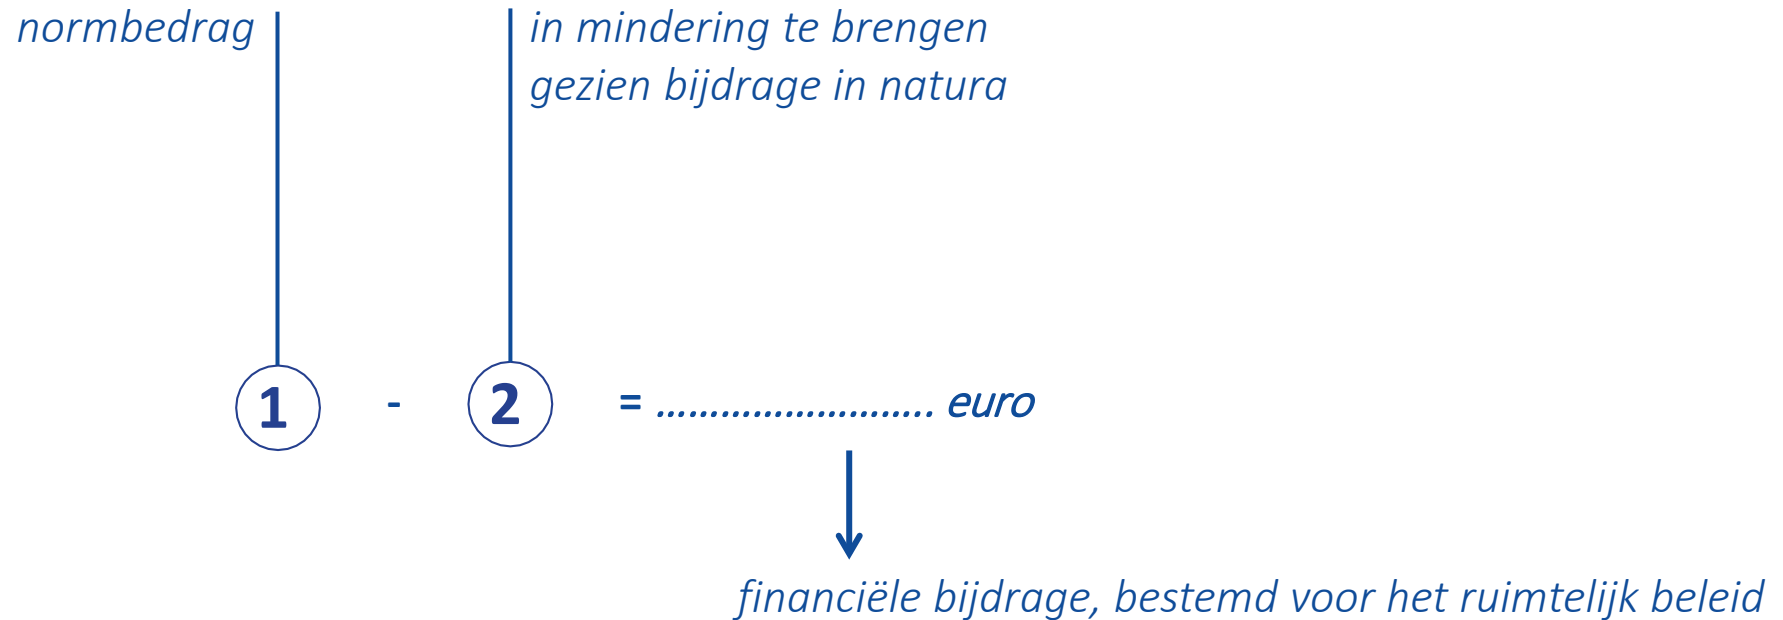 normbedrag
in mindering te brengen
gezien bijdrage in natura
1 - 2 = .......................... euro
financiële bijdrage, bestemd voor het ruimtelijk beleid